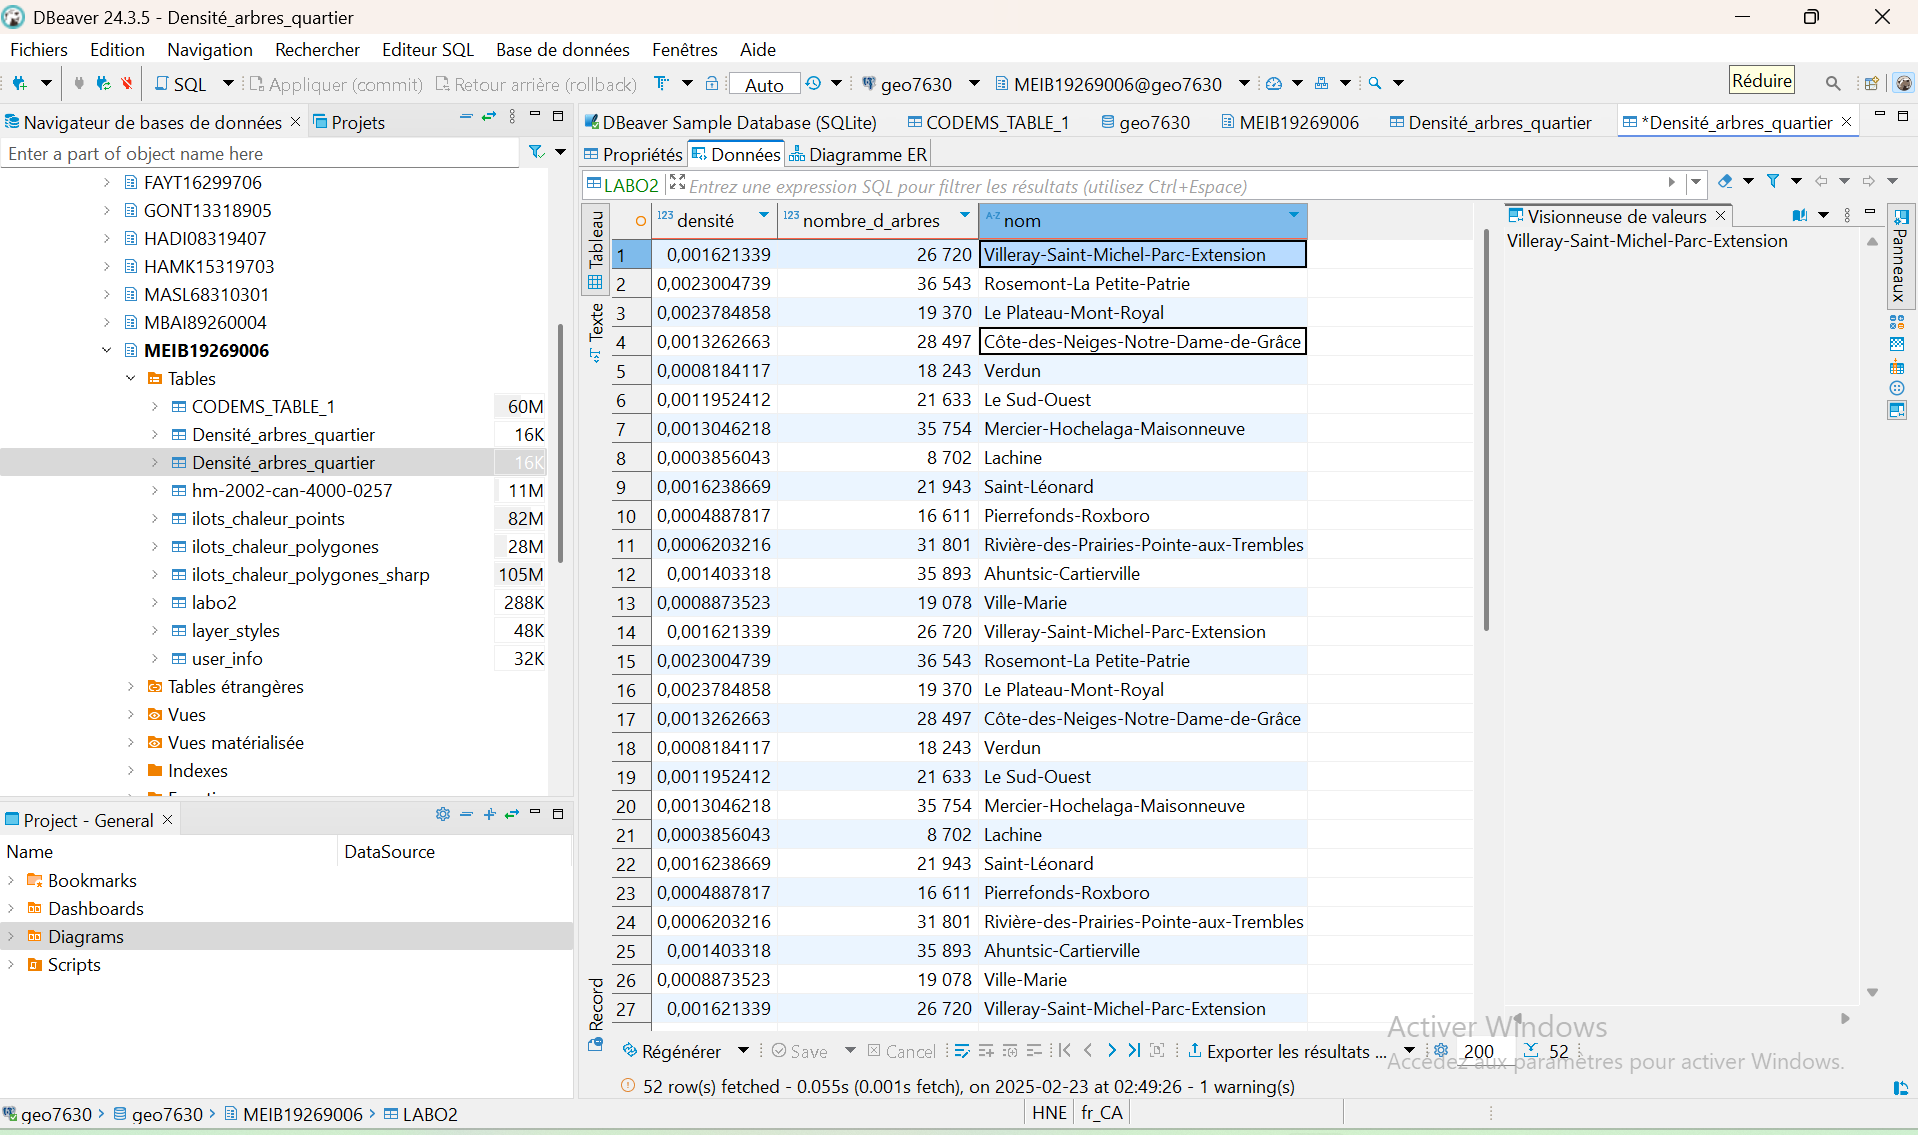 DBeaver 24.3.5 - Densité_arbres_quartier
Fichiers Edition Navigation Rechercher Editeur SQL Base de données Fenêtres Aide
SQL Appliquer (commit) Retour arrière (rollback) Auto geo7630 MEIB19269006@geo7630 Réduire
Navigateur de bases de données Projets
Enter a part of object name here
FAYT16299706
GONT13318905
HADI08319407
HAMK15319703
MASL68310301
MBAI89260004
MEIB19269006
Tables
CODEMS_TABLE_1 60M
Densité_arbres_quartier 16K
Densité_arbres_quartier 16K
hm-2002-can-4000-0257 11M
ilots_chaleur_points 82M
ilots_chaleur_polygones 28M
ilots_chaleur_polygones_sharp 105M
labo2 288K
layer_styles 48K
user_info 32K
Tables étrangères
Vues
Vues matérialisée
Indexes
Project - General
Name DataSource
Bookmarks
Dashboards
Diagrams
Scripts
DBeaver Sample Database (SQLite) CODEMS_TABLE_1 geo7630 MEIB19269006 Densité_arbres_quartier *Densité_arbres_quartier
Propriétés Données Diagramme ER
LABO2 Entrez une expression SQL pour filtrer les résultats (utilisez Ctrl+Espace)
Tableau
Texte
Record
123 densité 123 nombre_d_arbres A-Z nom
1 0,001621339 26 720 Villeray-Saint-Michel-Parc-Extension
2 0,0023004739 36 543 Rosemont-La Petite-Patrie
3 0,0023784858 19 370 Le Plateau-Mont-Royal
4 0,0013262663 28 497 Côte-des-Neiges-Notre-Dame-de-Grâce
5 0,0008184117 18 243 Verdun
6 0,0011952412 21 633 Le Sud-Ouest
7 0,0013046218 35 754 Mercier-Hochelaga-Maisonneuve
8 0,0003856043 8 702 Lachine
9 0,0016238669 21 943 Saint-Léonard
10 0,0004887817 16 611 Pierrefonds-Roxboro
11 0,0006203216 31 801 Rivière-des-Prairies-Pointe-aux-Trembles
12 0,001403318 35 893 Ahuntsic-Cartierville
13 0,0008873523 19 078 Ville-Marie
14 0,001621339 26 720 Villeray-Saint-Michel-Parc-Extension
15 0,0023004739 36 543 Rosemont-La Petite-Patrie
16 0,0023784858 19 370 Le Plateau-Mont-Royal
17 0,0013262663 28 497 Côte-des-Neiges-Notre-Dame-de-Grâce
18 0,0008184117 18 243 Verdun
19 0,0011952412 21 633 Le Sud-Ouest
20 0,0013046218 35 754 Mercier-Hochelaga-Maisonneuve
21 0,0003856043 8 702 Lachine
22 0,0016238669 21 943 Saint-Léonard
23 0,0004887817 16 611 Pierrefonds-Roxboro
24 0,0006203216 31 801 Rivière-des-Prairies-Pointe-aux-Trembles
25 0,001403318 35 893 Ahuntsic-Cartierville
26 0,0008873523 19 078 Ville-Marie
27 0,001621339 26 720 Villeray-Saint-Michel-Parc-Extension
Visionneuse de valeurs
Villeray-Saint-Michel-Parc-Extension
Panneaux
Activer Windows
Accédez aux paramètres pour activer Windows.
Régénérer Save Cancel Exporter les résultats ... 200 52
52 row(s) fetched - 0.055s (0.001s fetch), on 2025-02-23 at 02:49:26 - 1 warning(s)
geo7630 geo7630 MEIB19269006 LABO2 HNE fr_CA